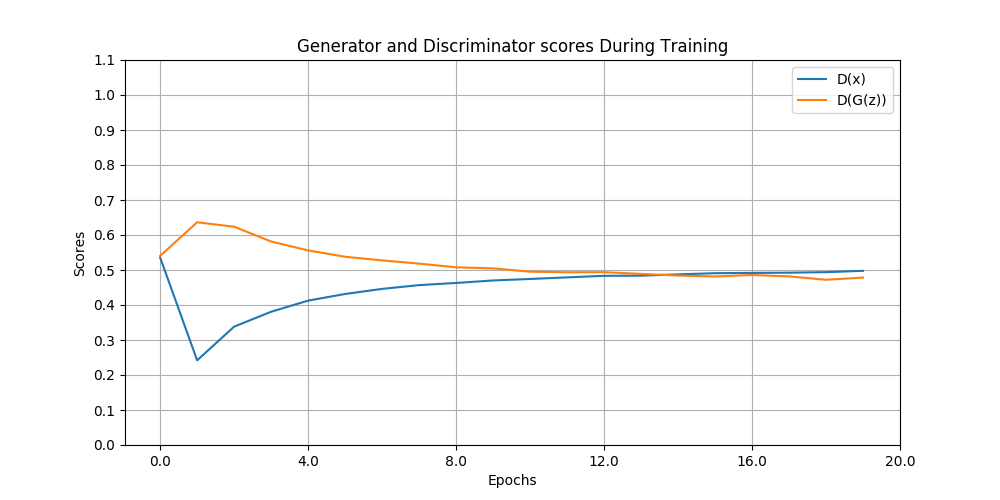 Generator and Discriminator scores During Training
1.1
1.0
0.9
0.8
0.7
0.6
0.5
0.4
0.3
0.2
0.1
0.0
Scores
D(x)
D(G(z))
0.0 4.0 8.0 12.0 16.0 20.0
Epochs